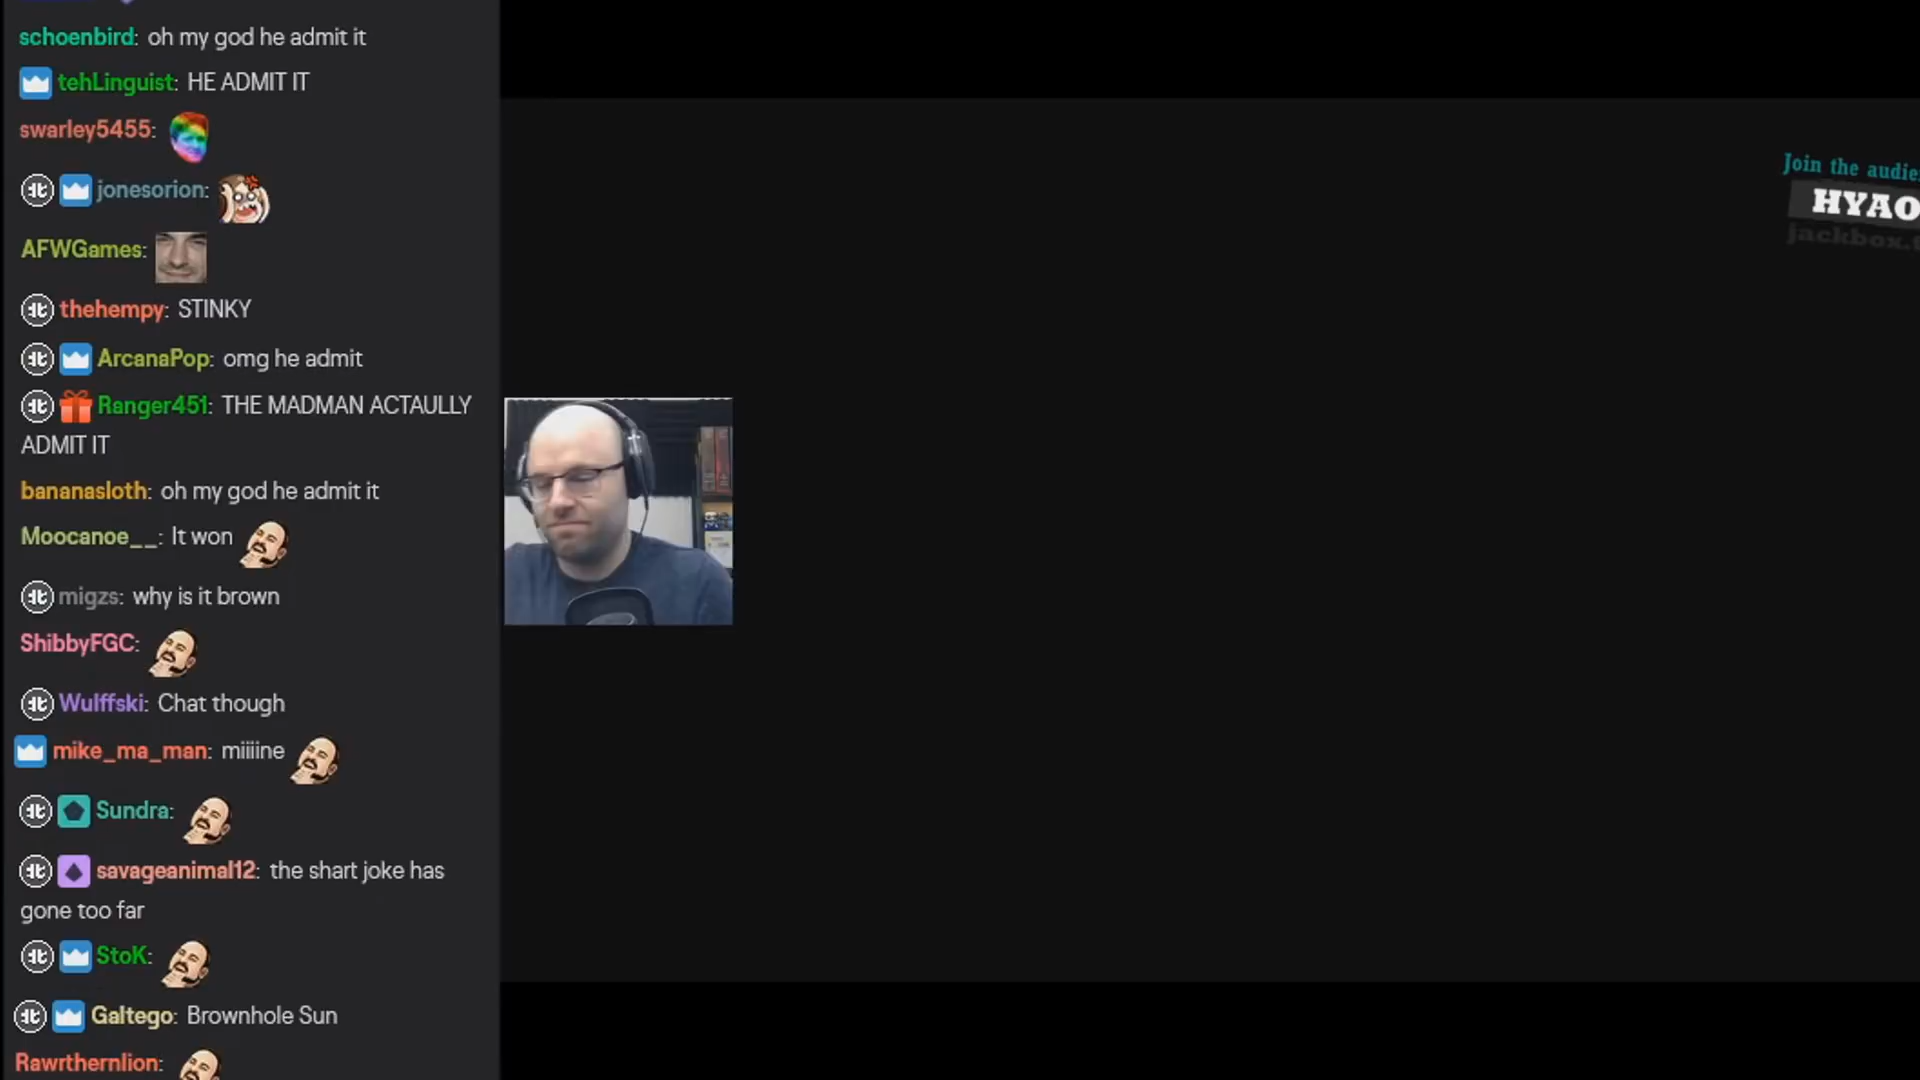 schoenbird: oh my god he admit it
tehLinguist: HE ADMIT IT
swarley5455:
jonesorion:
AFWGames:
thehempy: STINKY
ArcanaPop: omg he admit
Ranger451: THE MADMAN ACTAULLY
ADMIT IT
bananasloth: oh my god he admit it
Moocanoe__: It won
migzs: why is it brown
ShibbyFGC:
Wulffski: Chat though
mike_ma_man: miiiine
Sundra:
savageanimal12: the shart joke has
gone too far
StoK:
Galtego: Brownhole Sun
Rawrthernlion:
Join the audie
HYAO
jackbox.t